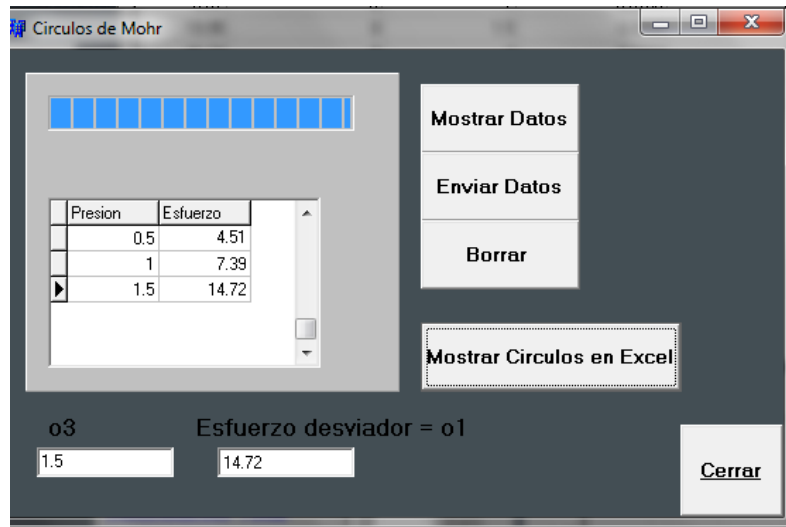 Circulos de Mohr
Mostrar Datos
Enviar Datos
Borrar
Presion Esfuerzo
0.5 4.51
1 7.39
1.5 14.72
Mostrar Circulos en Excel
o3 Esfuerzo desviador = o1
1.5 14.72
Cerrar